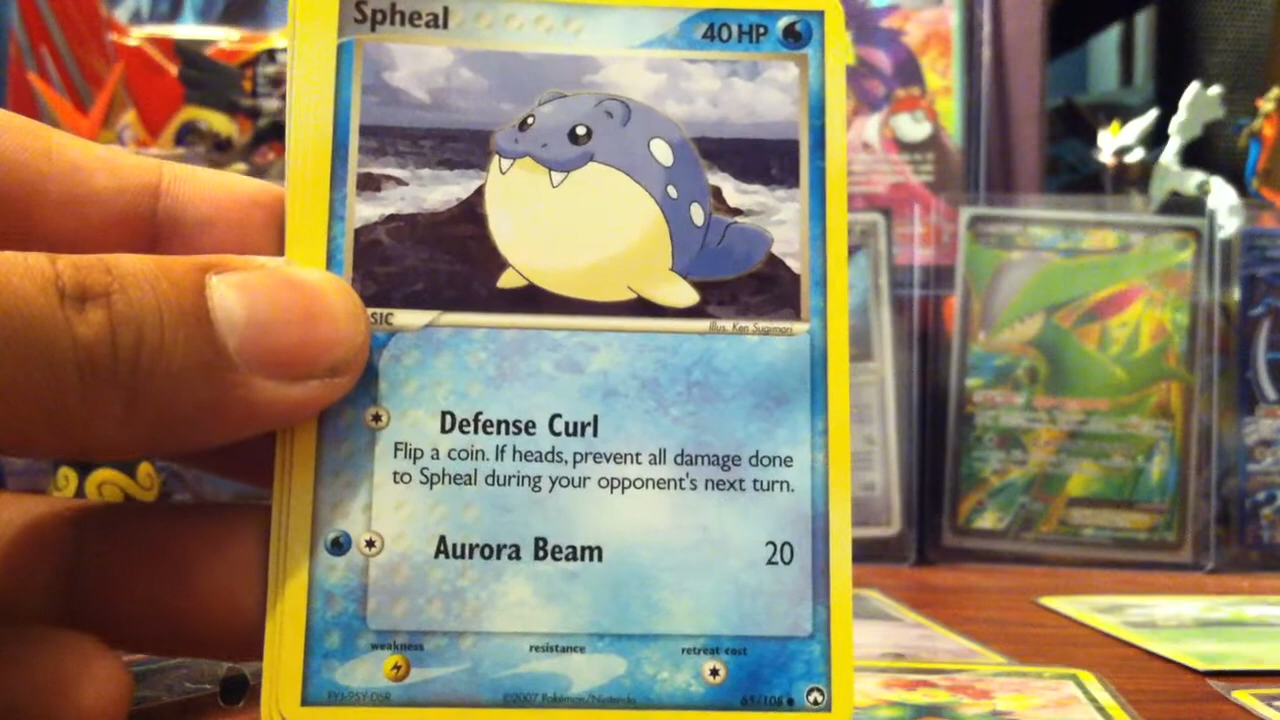 Spheal
40 HP
SIC
Illus. Ken Sugimori
Defense Curl
Flip a coin. If heads, prevent all damage done
to Spheal during your opponent's next turn.
Aurora Beam 20
weakness resistance retreat cost
©2007 Pokémon/Nintendo 65/108